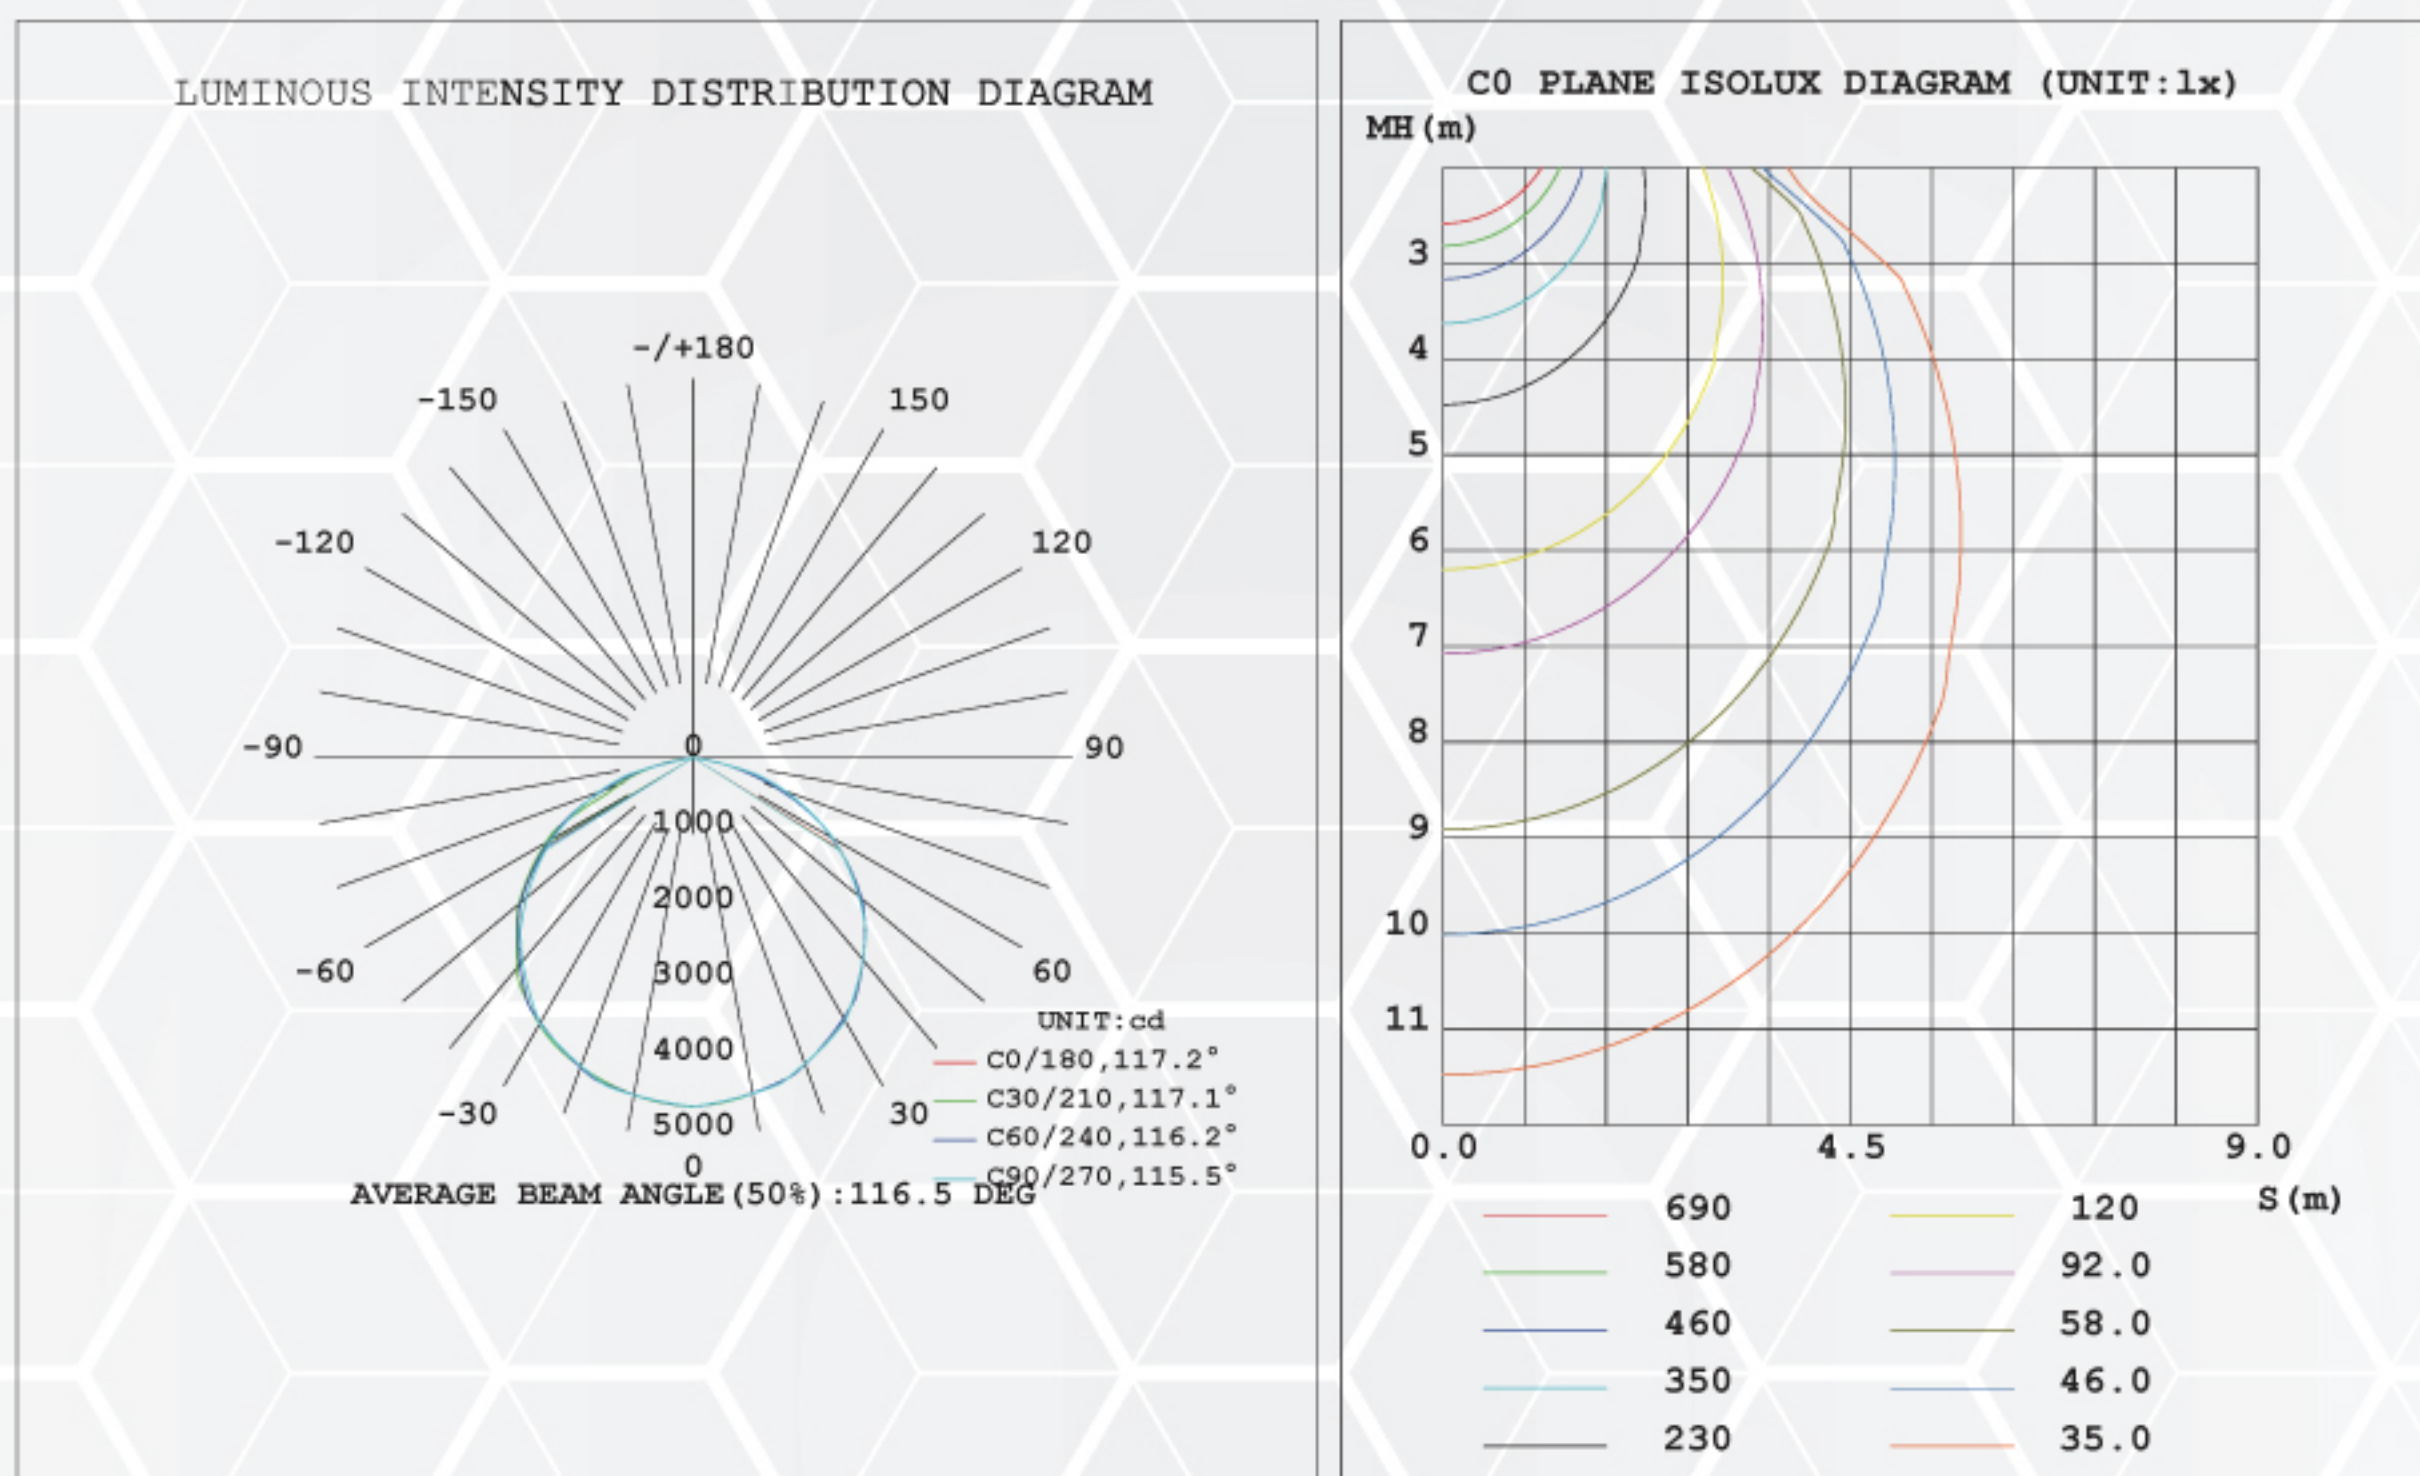 LUMINOUS INTENSITY DISTRIBUTION DIAGRAM
-/+180
-150 150
-120 120
-90 0 90
1000
2000
-60 3000 60
UNIT:cd
4000
C0/180,117.2°
C30/210,117.1°
-30 5000 30
C60/240,116.2°
0
C90/270,115.5°
AVERAGE BEAM ANGLE(50%):116.5 DEG
C0 PLANE ISOLUX DIAGRAM (UNIT:lx)
MH(m)
3
4
5
6
7
8
9
10
11
0.0 4.5 9.0
S(m)
690 120
580 92.0
460 58.0
350 46.0
230 35.0